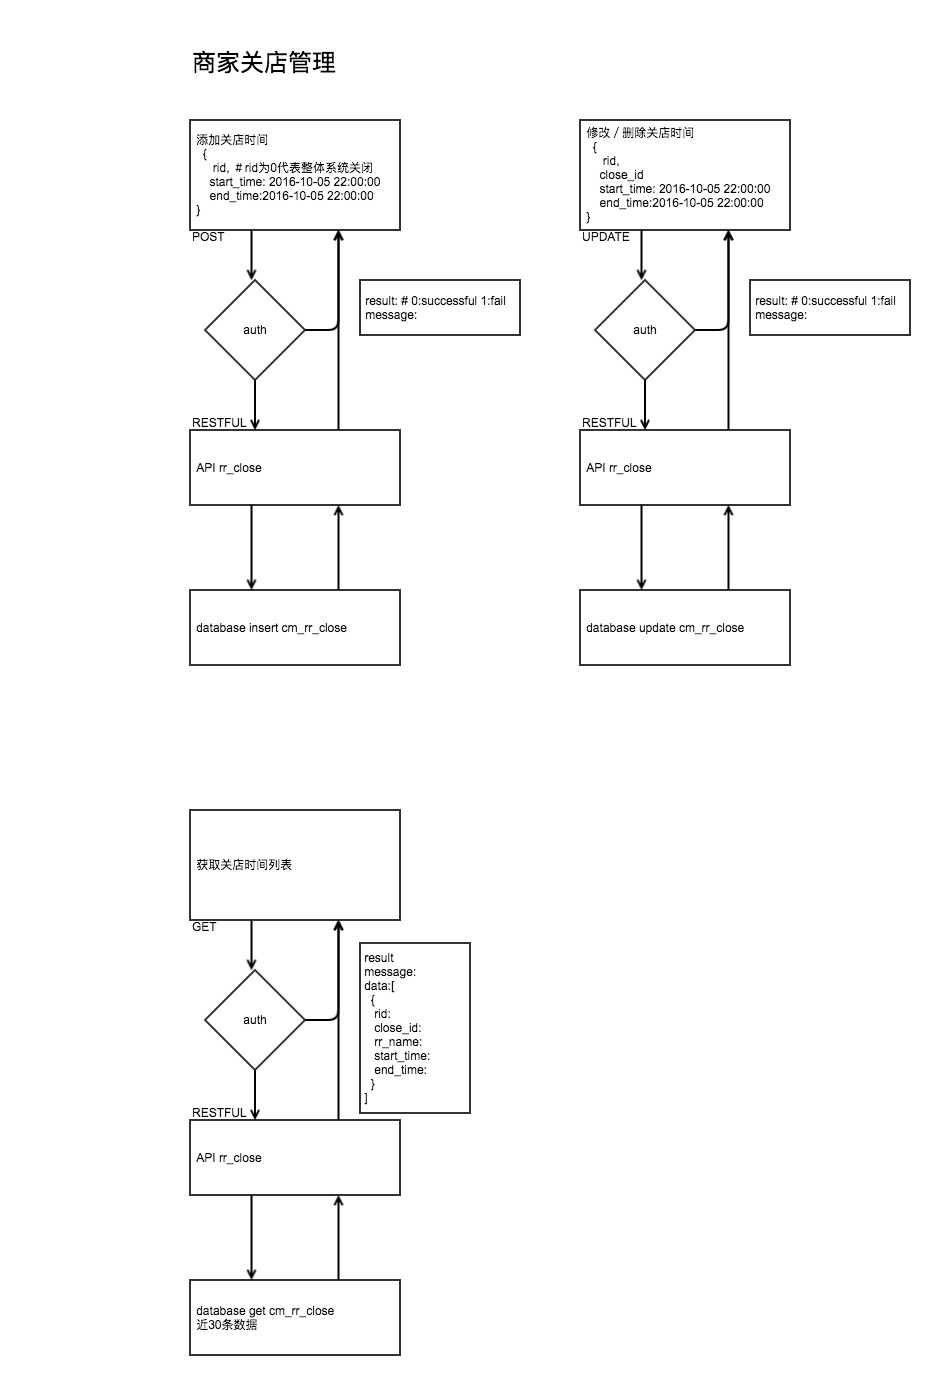 商家关店管理
添加关店时间
{
rid, # rid为0代表整体系统关闭
start_time: 2016-10-05 22:00:00
end_time:2016-10-05 22:00:00
}
POST
auth
result: # 0:successful 1:fail
message:
RESTFUL
API rr_close
database insert cm_rr_close
修改 / 删除关店时间
{
rid,
close_id
start_time: 2016-10-05 22:00:00
end_time:2016-10-05 22:00:00
}
UPDATE
auth
result: # 0:successful 1:fail
message:
RESTFUL
API rr_close
database update cm_rr_close
获取关店时间列表
GET
auth
result
message:
data:[
{
rid:
close_id:
rr_name:
start_time:
end_time:
}
]
RESTFUL
API rr_close
database get cm_rr_close
近30条数据